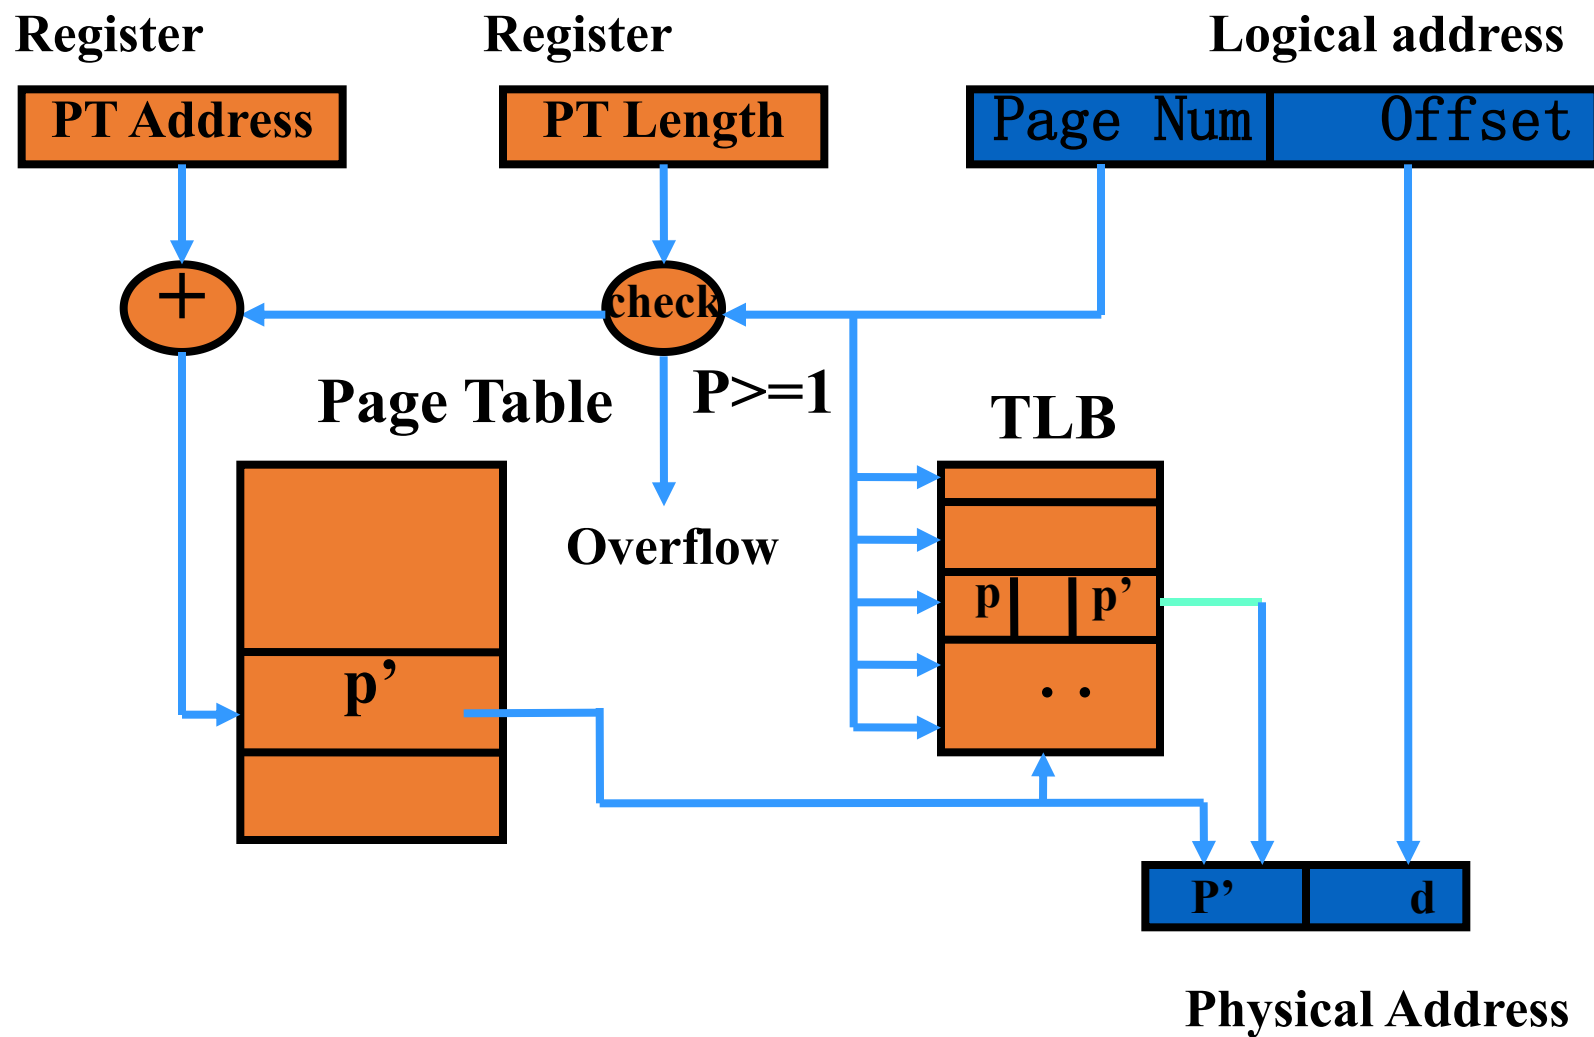 Register
Register
Logical address
PT Address
PT Length
Page Num
Offset
+
check
Page Table
P>=1
TLB
Overflow
p
p’
p’
. .
P’
d
Physical Address